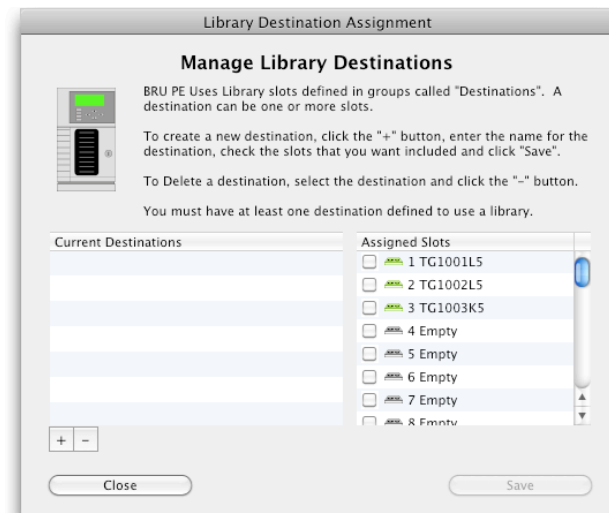 Library Destination Assignment
Manage Library Destinations
BRU PE Uses Library slots defined in groups called "Destinations". A
destination can be one or more slots.
To create a new destination, click the "+" button, enter the name for the
destination, check the slots that you want included and click "Save".
To Delete a destination, select the destination and click the "-" button.
You must have at least one destination defined to use a library.
Current Destinations
Assigned Slots
1 TG1001L5
2 TG1002L5
3 TG1003K5
4 Empty
5 Empty
6 Empty
7 Empty
8 Empty
+ -
Close
Save